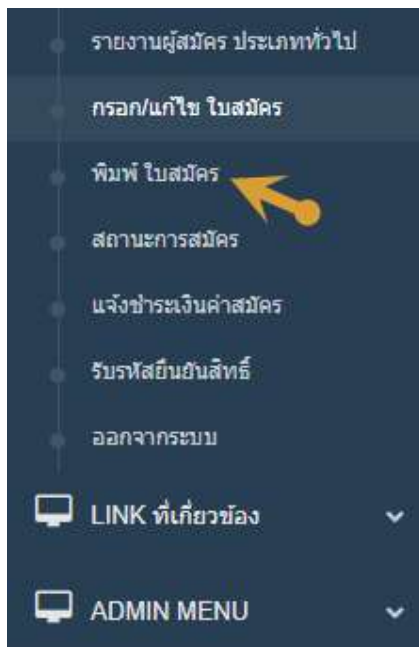 รายงานผู้สมัคร ประเภททั่วไป
กรอก/แก้ไข ใบสมัคร
พิมพ์ ใบสมัคร
สถานะการสมัคร
แจ้งชำระเงินค่าสมัคร
รับรหัสยืนยันสิทธิ์
ออกจากระบบ
LINK ที่เกี่ยวข้อง
ADMIN MENU